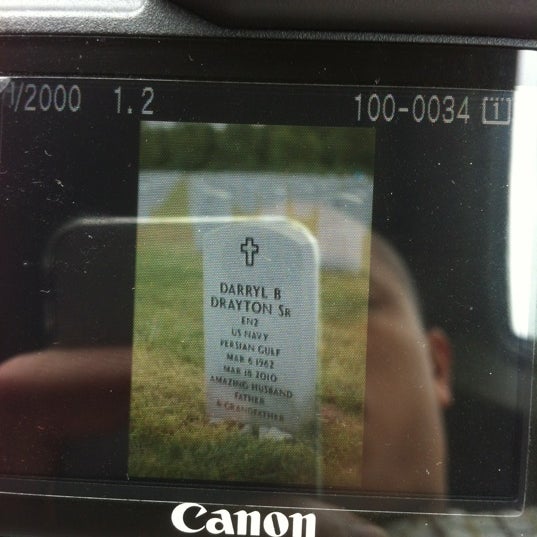 /2000 1.2 100-0034 1
DARRYL B
DRAYTON SR
EN2
US NAVY
PERSIAN GULF
MAR 6 1962
MAR 18 2010
AMAZING HUSBAND
FATHER
& GRANDFATHER
Canon